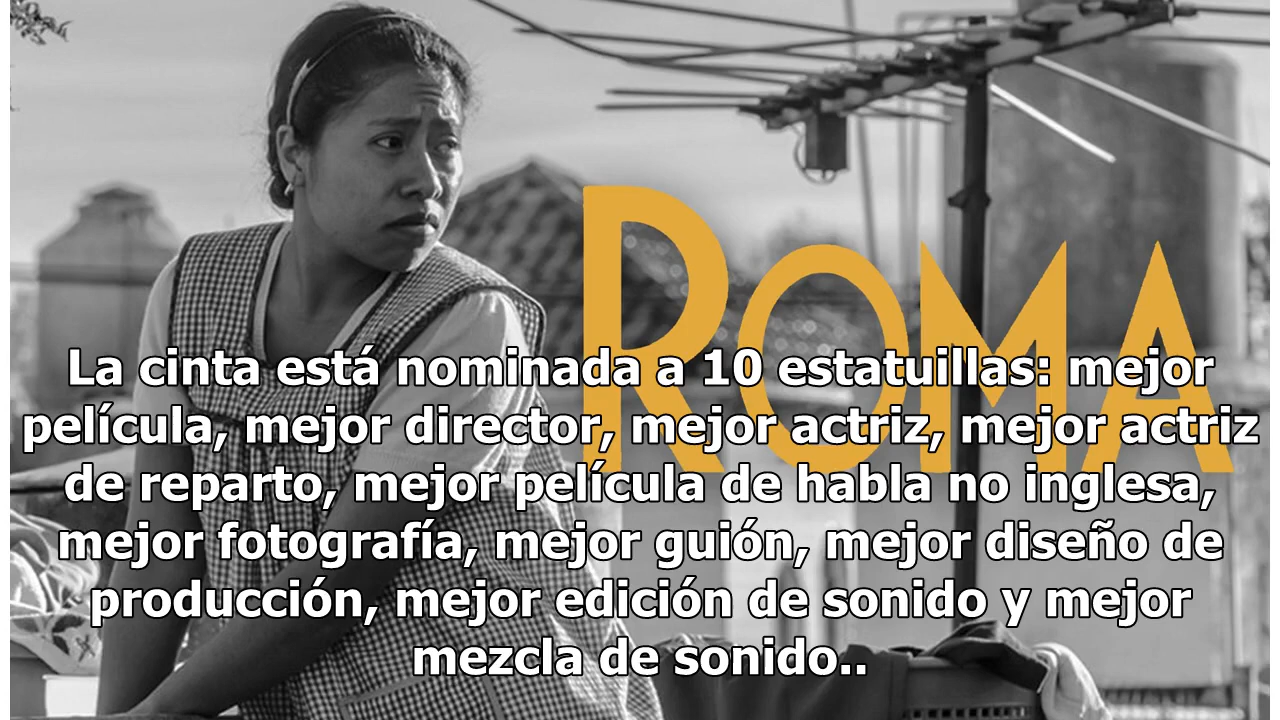 ROMA
La cinta está nominada a 10 estatuillas: mejor
película, mejor director, mejor actriz, mejor actriz
de reparto, mejor película de habla no inglesa,
mejor fotografía, mejor guión, mejor diseño de
producción, mejor edición de sonido y mejor
mezcla de sonido..